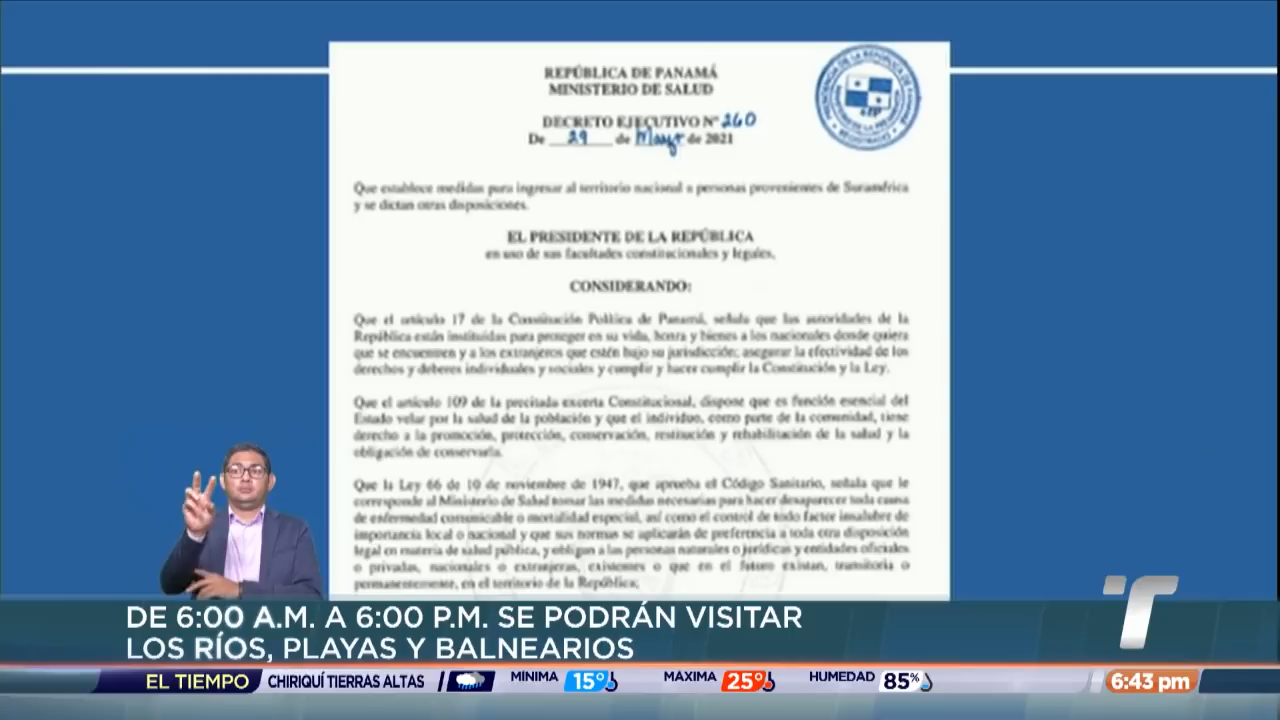 REPÚBLICA DE PANAMÁ
MINISTERIO DE SALUD
DECRETO EJECUTIVO N° 260
De 29 de Mayo de 2021
Que establece medidas para ingresar al territorio nacional a personas provenientes de Suramérica
y se dictan otras disposiciones.
EL PRESIDENTE DE LA REPÚBLICA
en uso de sus facultades constitucionales y legales,
CONSIDERANDO:
Que el artículo 17 de la Constitución Política de Panamá, señala que las autoridades de la
República están instituidas para proteger en su vida, honra y bienes a los nacionales donde quiera
que se encuentren y a los extranjeros que estén bajo su jurisdicción; asegurar la efectividad de los
derechos y deberes individuales y sociales y cumplir y hacer cumplir la Constitución y la Ley.
Que el artículo 109 de la precitada excerta Constitucional, dispone que es función esencial del
Estado velar por la salud de la población y que el individuo, como parte de la comunidad, tiene
derecho a la promoción, protección, conservación, restitución y rehabilitación de la salud y la
obligación de conservarla.
Que la Ley 66 de 10 de noviembre de 1947, que aprueba el Código Sanitario, señala que le
corresponde al Ministerio de Salud tomar las medidas necesarias para hacer desaparecer toda causa
de enfermedad comunicable o mortalidad especial, así como el control de todo factor insalubre de
importancia local o nacional y que sus normas se aplicarán de preferencia a toda otra disposición
legal en materia de salud pública, y obligan a las personas naturales o jurídicas y entidades oficiales
o privadas, nacionales o extranjeras, existentes o que en el futuro existan, transitoria o
permanentemente, en el territorio de la República;
DE 6:00 A.M. A 6:00 P.M. SE PODRÁN VISITAR
LOS RÍOS, PLAYAS Y BALNEARIOS
EL TIEMPO CHIRIQUÍ TIERRAS ALTAS MÍNIMA 15° MÁXIMA 25° HUMEDAD 85% 6:43 pm